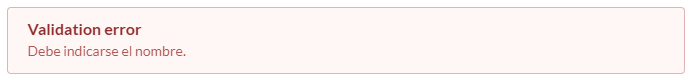 Validation error
Debe indicarse el nombre.